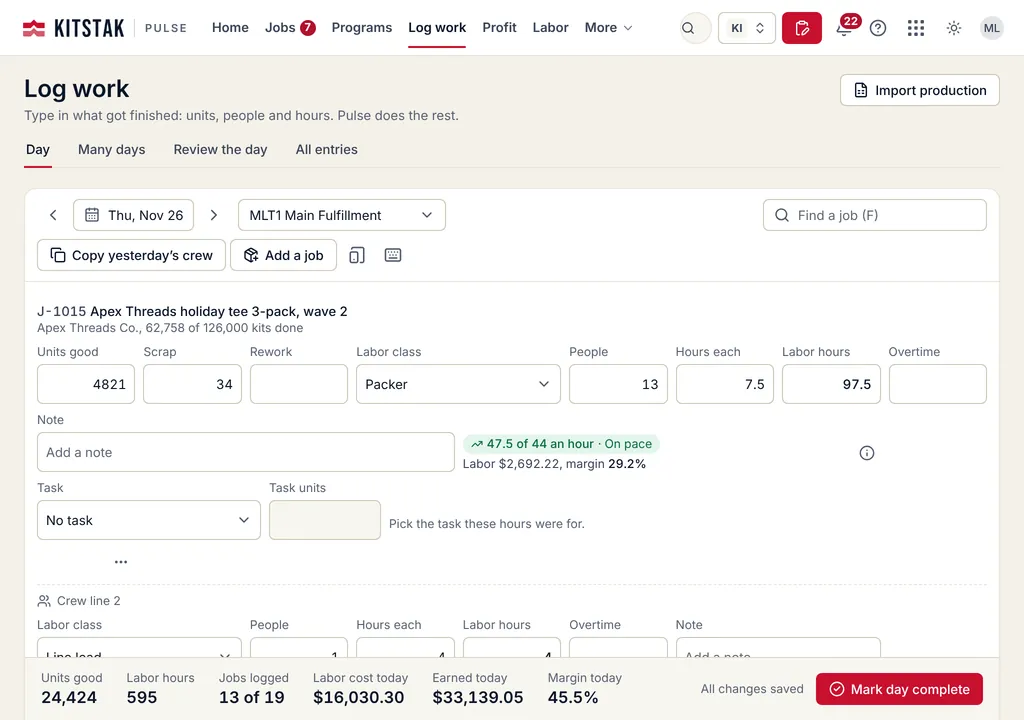 KITSTAK PULSE Home Jobs 7 Programs Log work Profit Labor More KI 22 ML
Log work
Import production
Type in what got finished: units, people and hours. Pulse does the rest.
Day Many days Review the day All entries
Thu, Nov 26 MLT1 Main Fulfillment Find a job (F)
Copy yesterday's crew Add a job
J-1015 Apex Threads holiday tee 3-pack, wave 2
Apex Threads Co., 62,758 of 126,000 kits done
Units good Scrap Rework Labor class People Hours each Labor hours Overtime
4821 34 Packer 13 7.5 97.5
Note
Add a note
47.5 of 44 an hour · On pace
Labor $2,692.22, margin 29.2%
Task Task units
No task
Pick the task these hours were for.
Crew line 2
Labor class People Hours each Labor hours Overtime Note
Line lead 1 4 4 Add a note
Units good Labor hours Jobs logged Labor cost today Earned today Margin today
24,424 595 13 of 19 $16,030.30 $33,139.05 45.5%
All changes saved Mark day complete